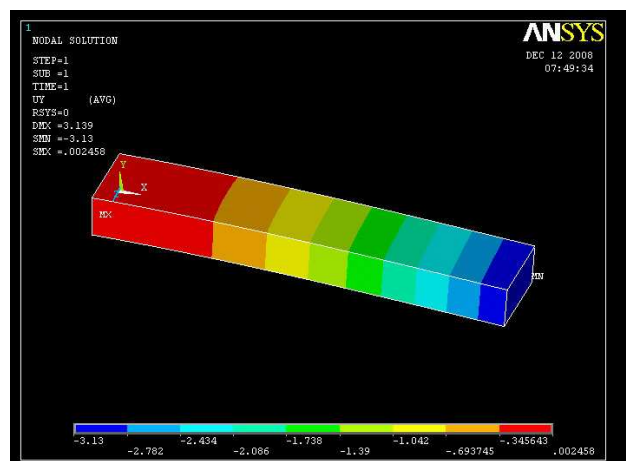 1
NODAL SOLUTION
ANSYS
STEP=1
SUB =1
TIME=1
UY (AVG)
RSYS=0
DMX =3.139
SMN =-3.13
SMX =.002458
DEC 12 2008
07:49:34
Y
X
MX
MN
-3.13 -2.434 -1.738 -1.042 -.345643
-2.782 -2.086 -1.39 -.693745 .002458